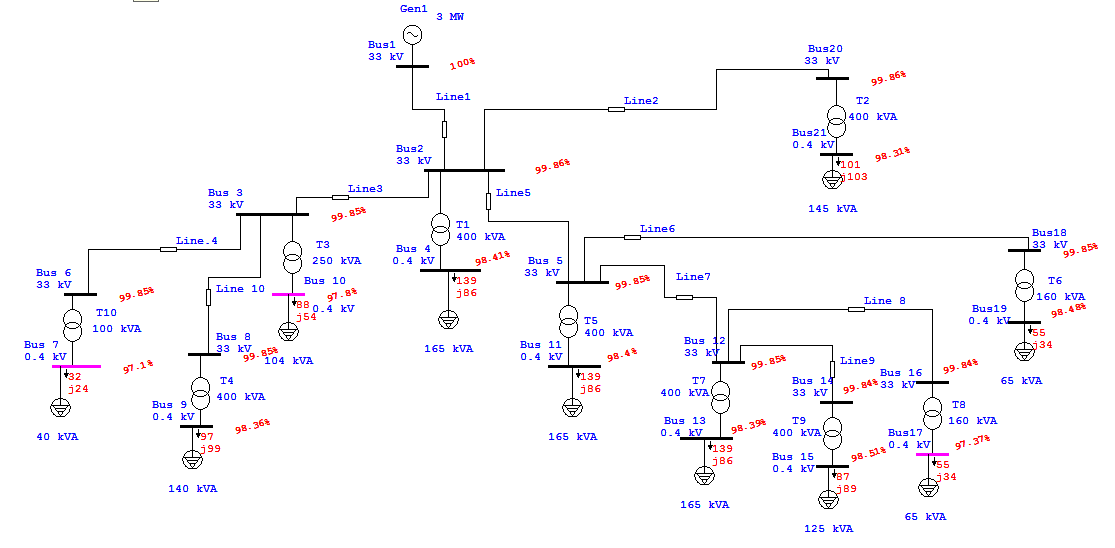 Gen1
3 MW
Bus1
33 kV
100%
Line1
Line2
Bus20
33 kV
99.86%
T2
400 kVA
Bus21
0.4 kV
98.31%
101
j103
145 kVA
Bus2
33 kV
99.86%
Line3
Line5
Bus 3
33 kV
99.85%
T1
400 kVA
Bus 4
0.4 kV
98.41%
139
j86
165 kVA
Line.4
T3
250 kVA
Bus 10
0.4 kV
97.8%
88
j54
104 kVA
Line 10
Bus 6
33 kV
99.85%
T10
100 kVA
Bus 7
0.4 kV
97.1%
32
j24
40 kVA
Bus 8
33 kV
99.85%
T4
400 kVA
Bus 9
0.4 kV
98.36%
97
j99
140 kVA
Line6
Bus 5
33 kV
99.85%
Line7
T5
400 kVA
Bus 11
0.4 kV
98.4%
139
j86
165 kVA
Bus18
33 kV
99.85%
T6
160 kVA
Bus19
0.4 kV
98.48%
55
j34
65 kVA
Line 8
Bus 12
33 kV
99.85%
Line9
T7
400 kVA
Bus 13
0.4 kV
98.39%
139
j86
165 kVA
Bus 14
33 kV
99.84%
T9
400 kVA
Bus 15
0.4 kV
98.51%
87
j89
125 kVA
Bus 16
33 kV
99.84%
T8
160 kVA
Bus17
0.4 kV
97.37%
55
j34
65 kVA